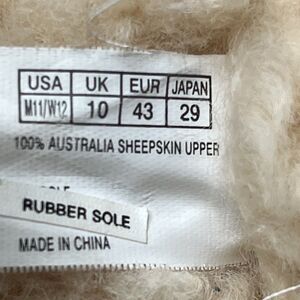 USA UK EUR JAPAN
M11/W12 10 43 29
100% AUSTRALIA SHEEPSKIN UPPER
RUBBER SOLE
MADE IN CHINA